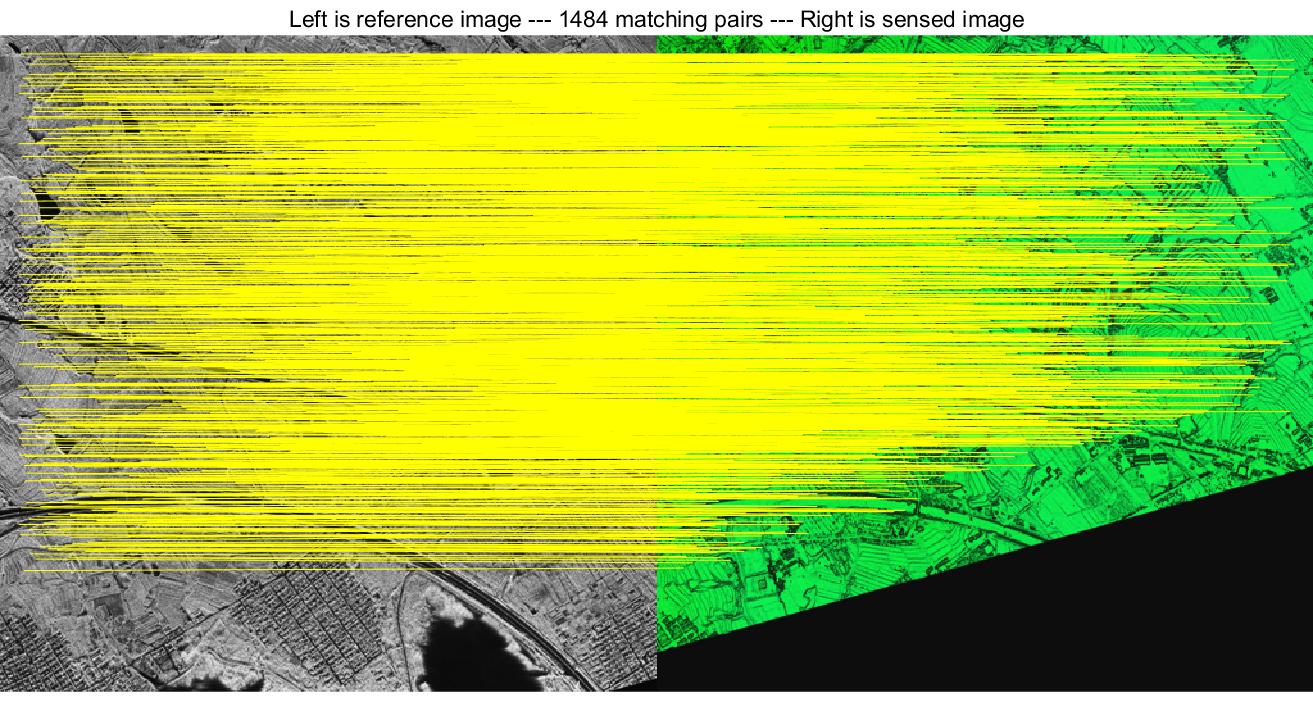 Left is reference image --- 1484 matching pairs --- Right is sensed image